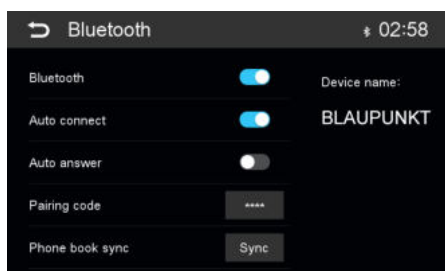 Bluetooth
02:58
Bluetooth
Device name:
Auto connect
BLAUPUNKT
Auto answer
Pairing code
****
Phone book sync
Sync